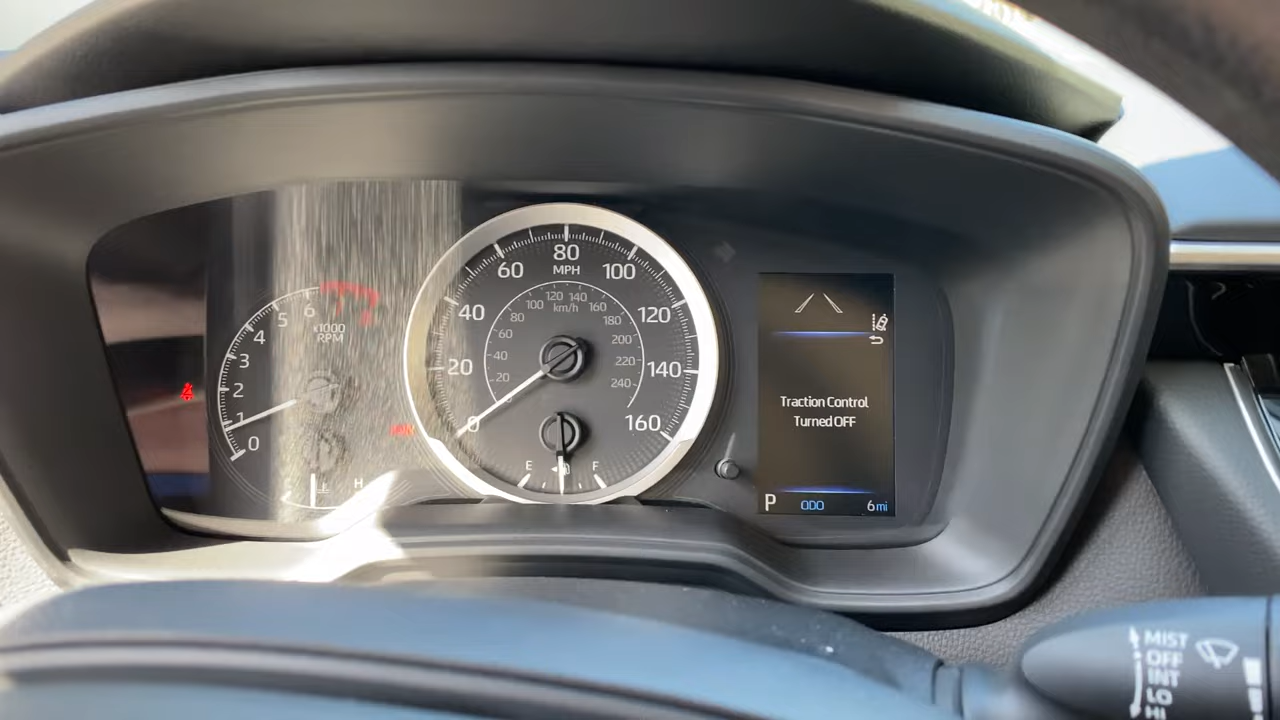 6
5
4
3
2
1
0
x1000
RPM
H
80
MPH
60
100
40
120
20
140
0
160
120 140
km/h
100
160
80
180
60
200
40
220
20
240
E
F
Traction Control
Turned OFF
P ODO 6 mi
MIST
OFF
INT
LO
HI